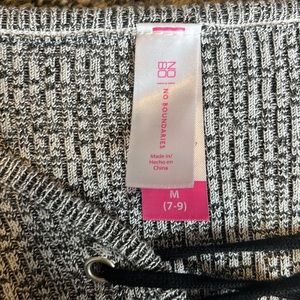 NO
BO
NO BOUNDARIES
Made in/
Hecho en
China
M
(7-9)